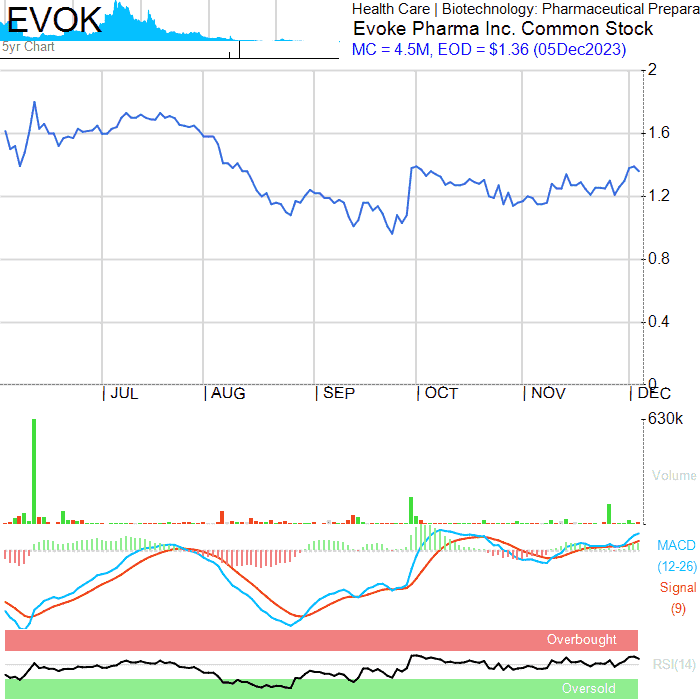 EVOK
5yr Chart
Health Care | Biotechnology: Pharmaceutical Prepara
Evoke Pharma Inc. Common Stock
MC = 4.5M, EOD = $1.36 (05Dec2023)
2
1.6
1.2
0.8
0.4
0
| JUL | AUG | SEP | OCT | NOV | DEC
630k
Volume
MACD
(12-26)
Signal
(9)
Overbought
RSI(14)
Oversold